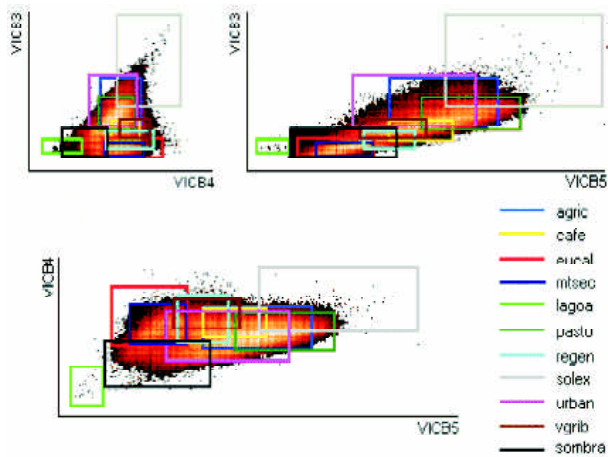 VICB3
VICB4
VICB3
VICB5
VICB4
VICB5
agric
cafe
eucal
mtsec
lagoa
pasto
regen
solex
urban
vgrib
sombra